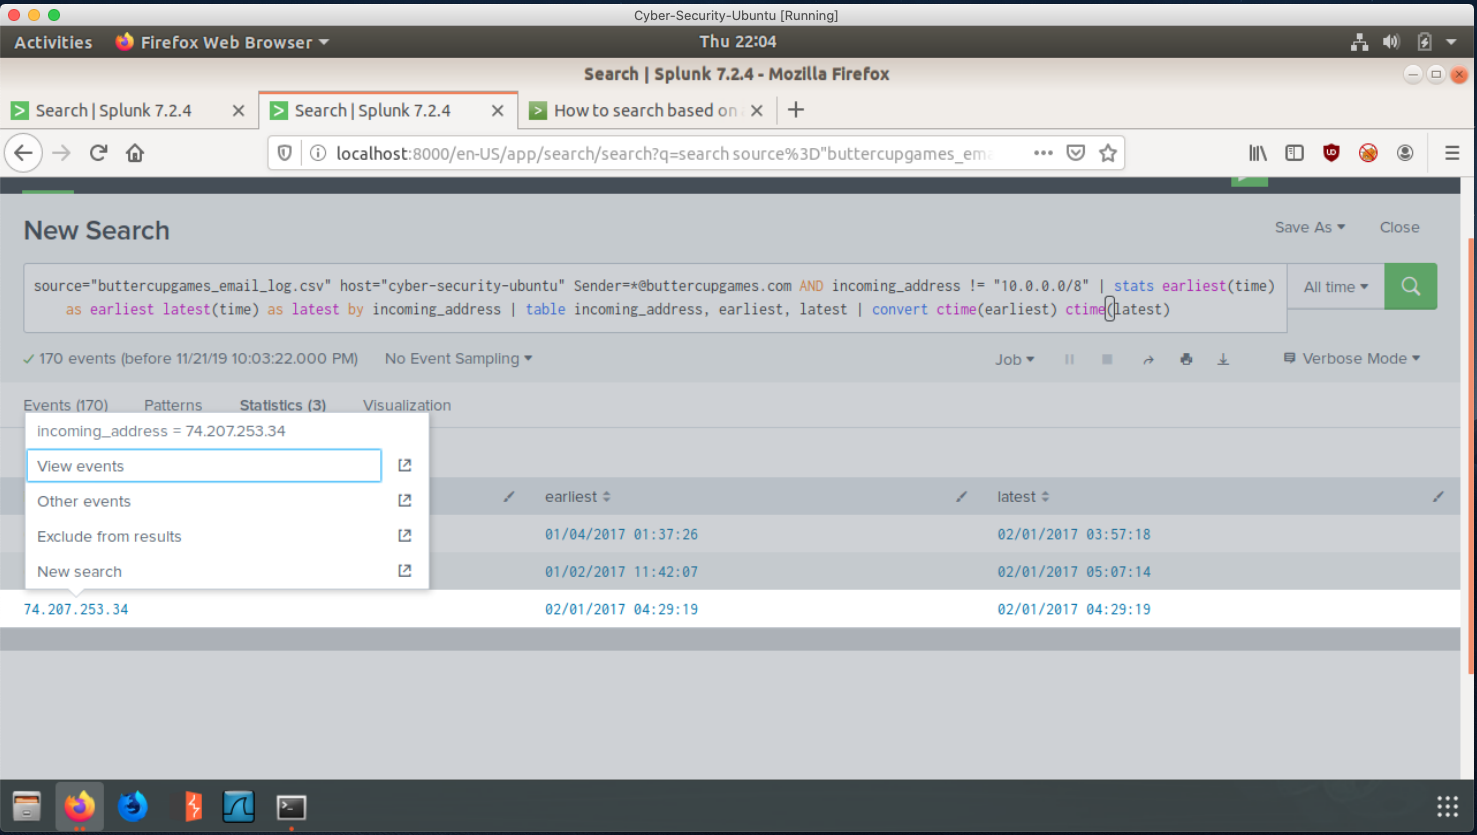 Cyber-Security-Ubuntu [Running]
Activities Firefox Web Browser Thu 22:04
Search | Splunk 7.2.4 - Mozilla Firefox
Search | Splunk 7.2.4 Search | Splunk 7.2.4 How to search based on
localhost:8000/en-US/app/search/search?q=search source%3D"buttercupgames_ema
New Search Save As Close
source="buttercupgames_email_log.csv" host="cyber-security-ubuntu" Sender=*@buttercupgames.com AND incoming_address != "10.0.0.0/8" | stats earliest(time)
as earliest latest(time) as latest by incoming_address | table incoming_address, earliest, latest | convert ctime(earliest) ctime(latest)
All time
170 events (before 11/21/19 10:03:22.000 PM) No Event Sampling Job Verbose Mode
Events (170) Patterns Statistics (3) Visualization
incoming_address = 74.207.253.34
View events
Other events
Exclude from results
New search
earliest latest
01/04/2017 01:37:26 02/01/2017 03:57:18
01/02/2017 11:42:07 02/01/2017 05:07:14
74.207.253.34 02/01/2017 04:29:19 02/01/2017 04:29:19